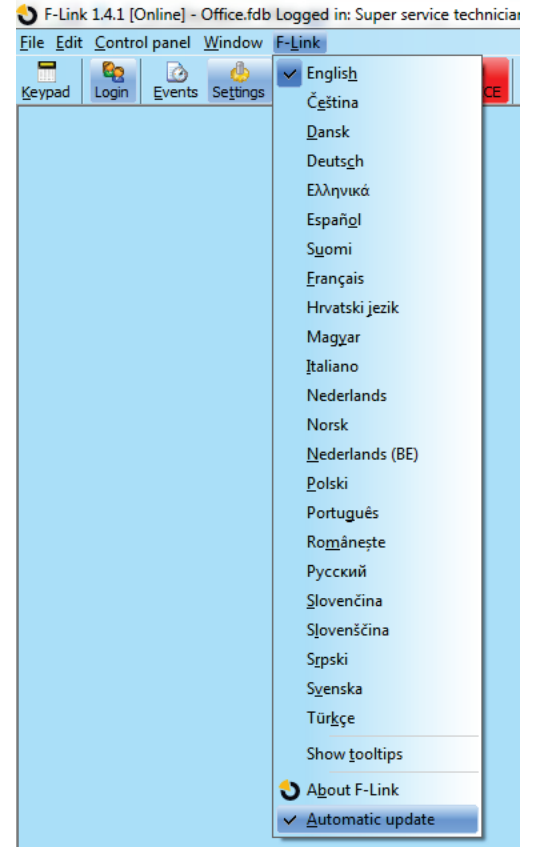 F-Link 1.4.1 [Online] - Office.fdb Logged in: Super service technician
File Edit Control panel Window F-Link
Keypad Login Events Settings CE
English
Čeština
Dansk
Deutsch
Ελληνικά
Español
Suomi
Français
Hrvatski jezik
Magyar
Italiano
Nederlands
Norsk
Nederlands (BE)
Polski
Português
Românește
Русский
Slovenčina
Slovenščina
Srpski
Svenska
Türkçe
Show tooltips
About F-Link
Automatic update